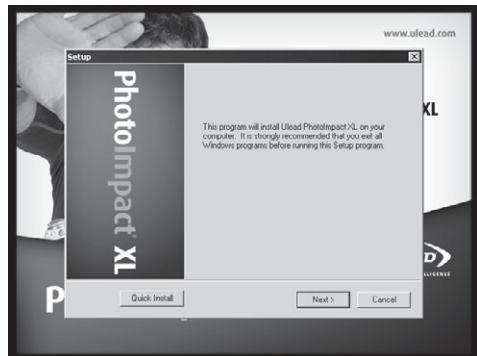 www.ulead.com
Setup
XL
PhotoImpact XL
This program will install Ulead PhotoImpact XL on your
computer. It is strongly recommended that you exit all
Windows programs before running this Setup program.
D
LLIGENCE
P
Quick Install
Next >
Cancel